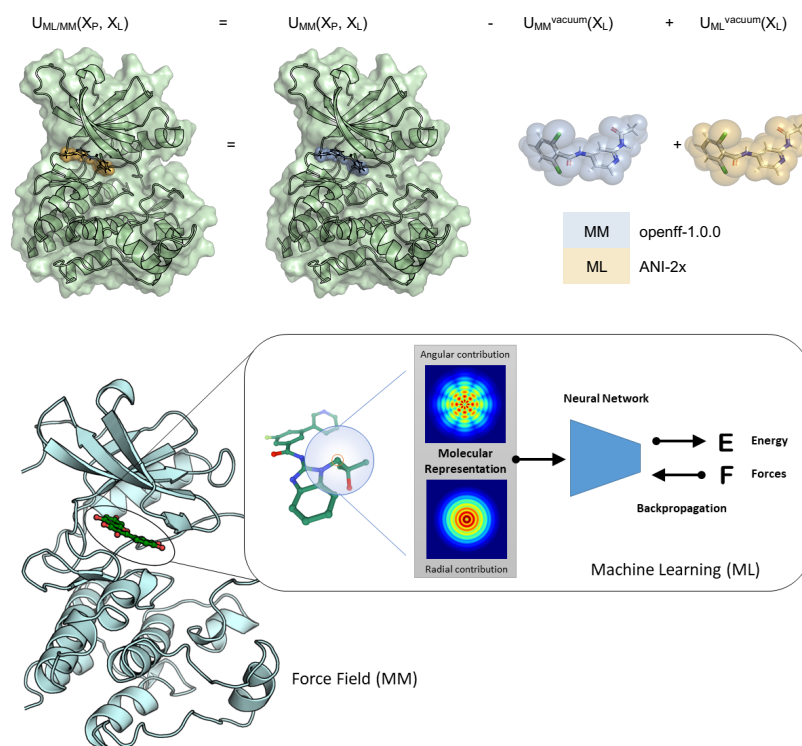 U_ML/MM(X_P, X_L) = U_MM(X_P, X_L) - U_MM^vacuum(X_L) + U_ML^vacuum(X_L)
= +
MM openff-1.0.0
ML ANI-2x
Angular contribution
Molecular
Representation
Radial contribution
Neural Network
E Energy
F Forces
Backpropagation
Machine Learning (ML)
Force Field (MM)